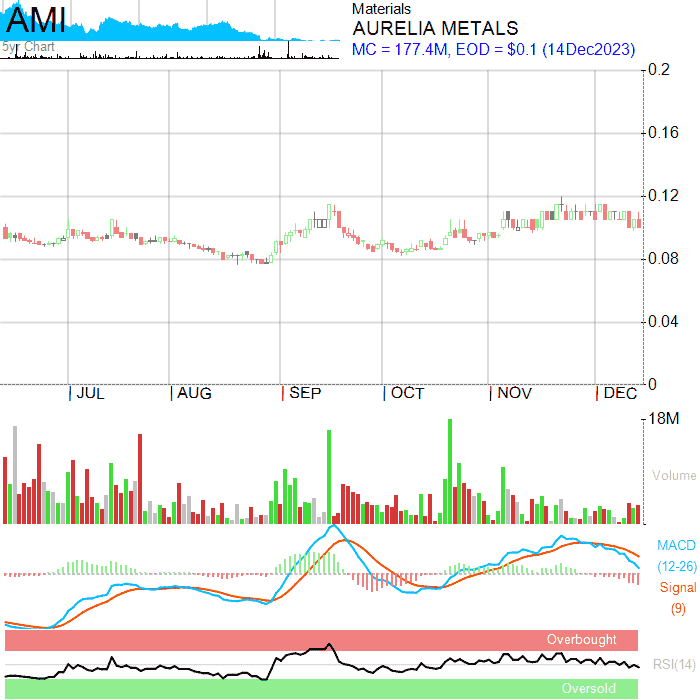 AMI
5yr Chart
Materials
AURELIA METALS
MC = 177.4M, EOD = $0.1 (14Dec2023)
0.2
0.16
0.12
0.08
0.04
0
JUL AUG SEP OCT NOV DEC
18M
Volume
MACD
(12-26)
Signal
(9)
Overbought
RSI(14)
Oversold